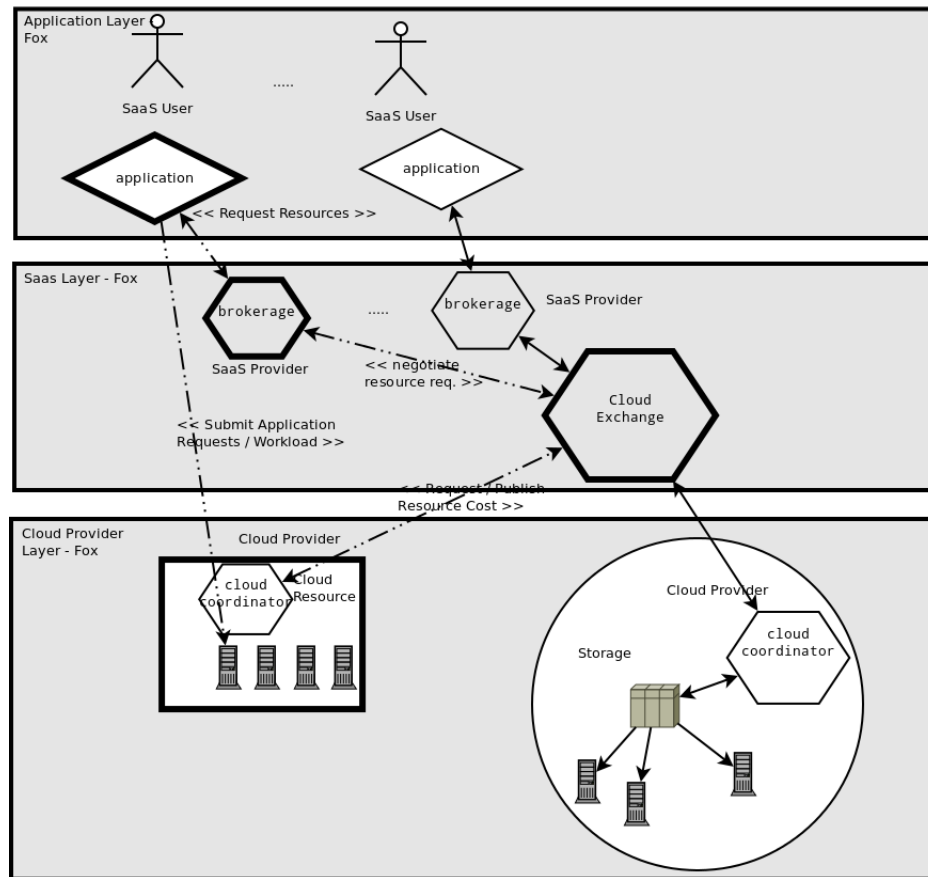 Application Layer -
Fox
.....
SaaS User
SaaS User
application
application
<< Request Resources >>
Saas Layer - Fox
brokerage
.....
brokerage
SaaS Provider
SaaS Provider
<< negotiate
resource req. >>
Cloud
Exchange
<< Submit Application
Requests / Workload >>
<< Request / Publish
Resource Cost >>
Cloud Provider
Layer - Fox
Cloud Provider
cloud
coordinator
Cloud
Resource
Cloud Provider
cloud
coordinator
Storage